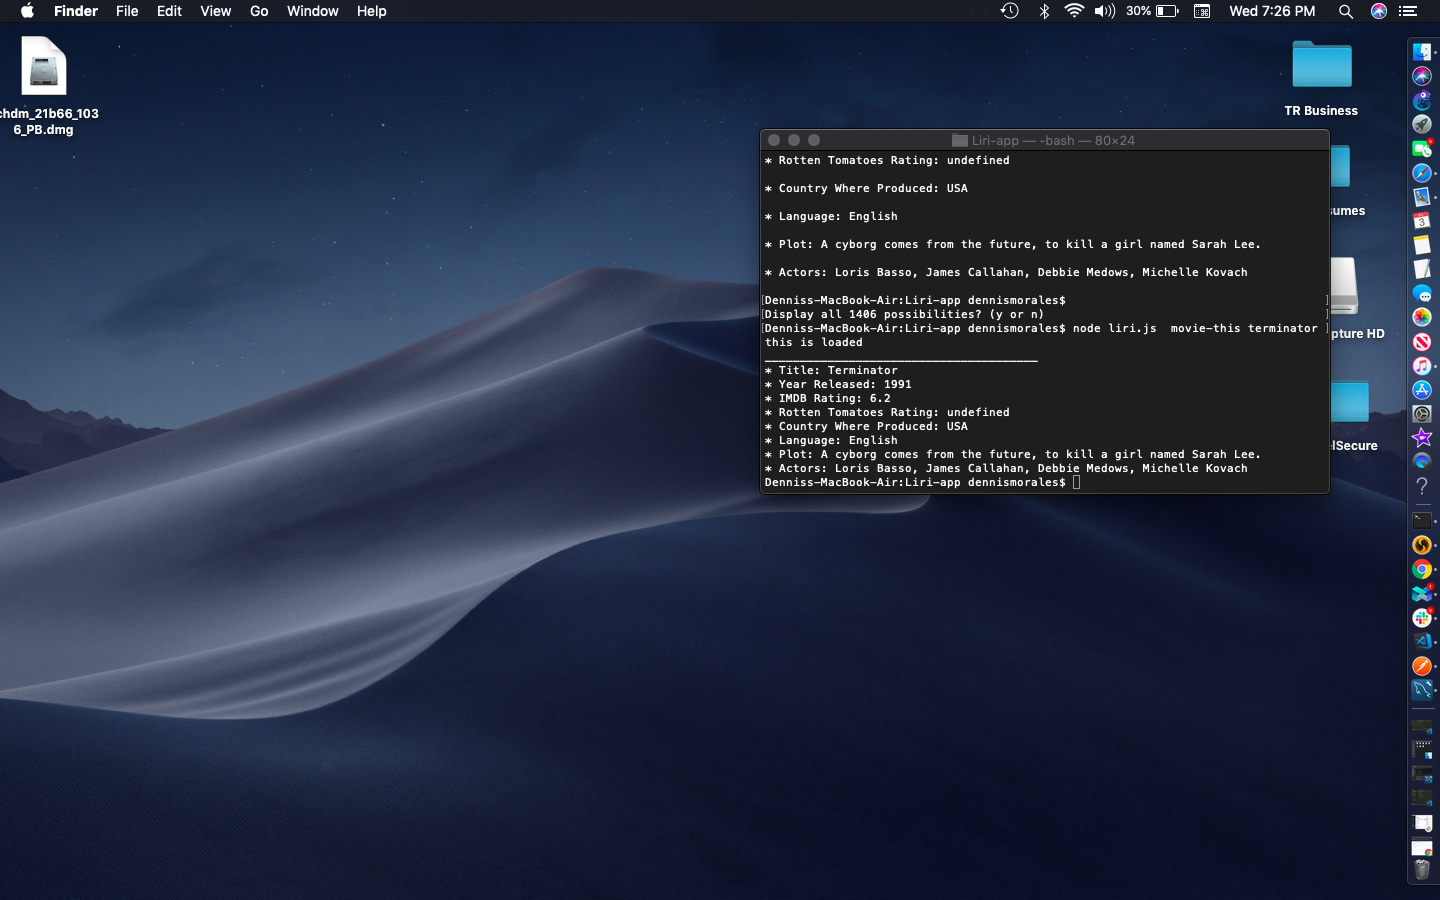 Finder File Edit View Go Window Help
30% Wed 7:26 PM
chdm_21b66_103
6_PB.dmg
TR Business
Liri-app — -bash — 80×24
* Rotten Tomatoes Rating: undefined
* Country Where Produced: USA
* Language: English
* Plot: A cyborg comes from the future, to kill a girl named Sarah Lee.
* Actors: Loris Basso, James Callahan, Debbie Medows, Michelle Kovach
[Denniss-MacBook-Air:Liri-app dennismorales$ ]
[Display all 1406 possibilities? (y or n) ]
[Denniss-MacBook-Air:Liri-app dennismorales$ node liri.js  movie-this terminator ]
this is loaded
_______________________________________
* Title: Terminator
* Year Released: 1991
* IMDB Rating: 6.2
* Rotten Tomatoes Rating: undefined
* Country Where Produced: USA
* Language: English
* Plot: A cyborg comes from the future, to kill a girl named Sarah Lee.
* Actors: Loris Basso, James Callahan, Debbie Medows, Michelle Kovach
Denniss-MacBook-Air:Liri-app dennismorales$
umes
pture HD
lSecure
3